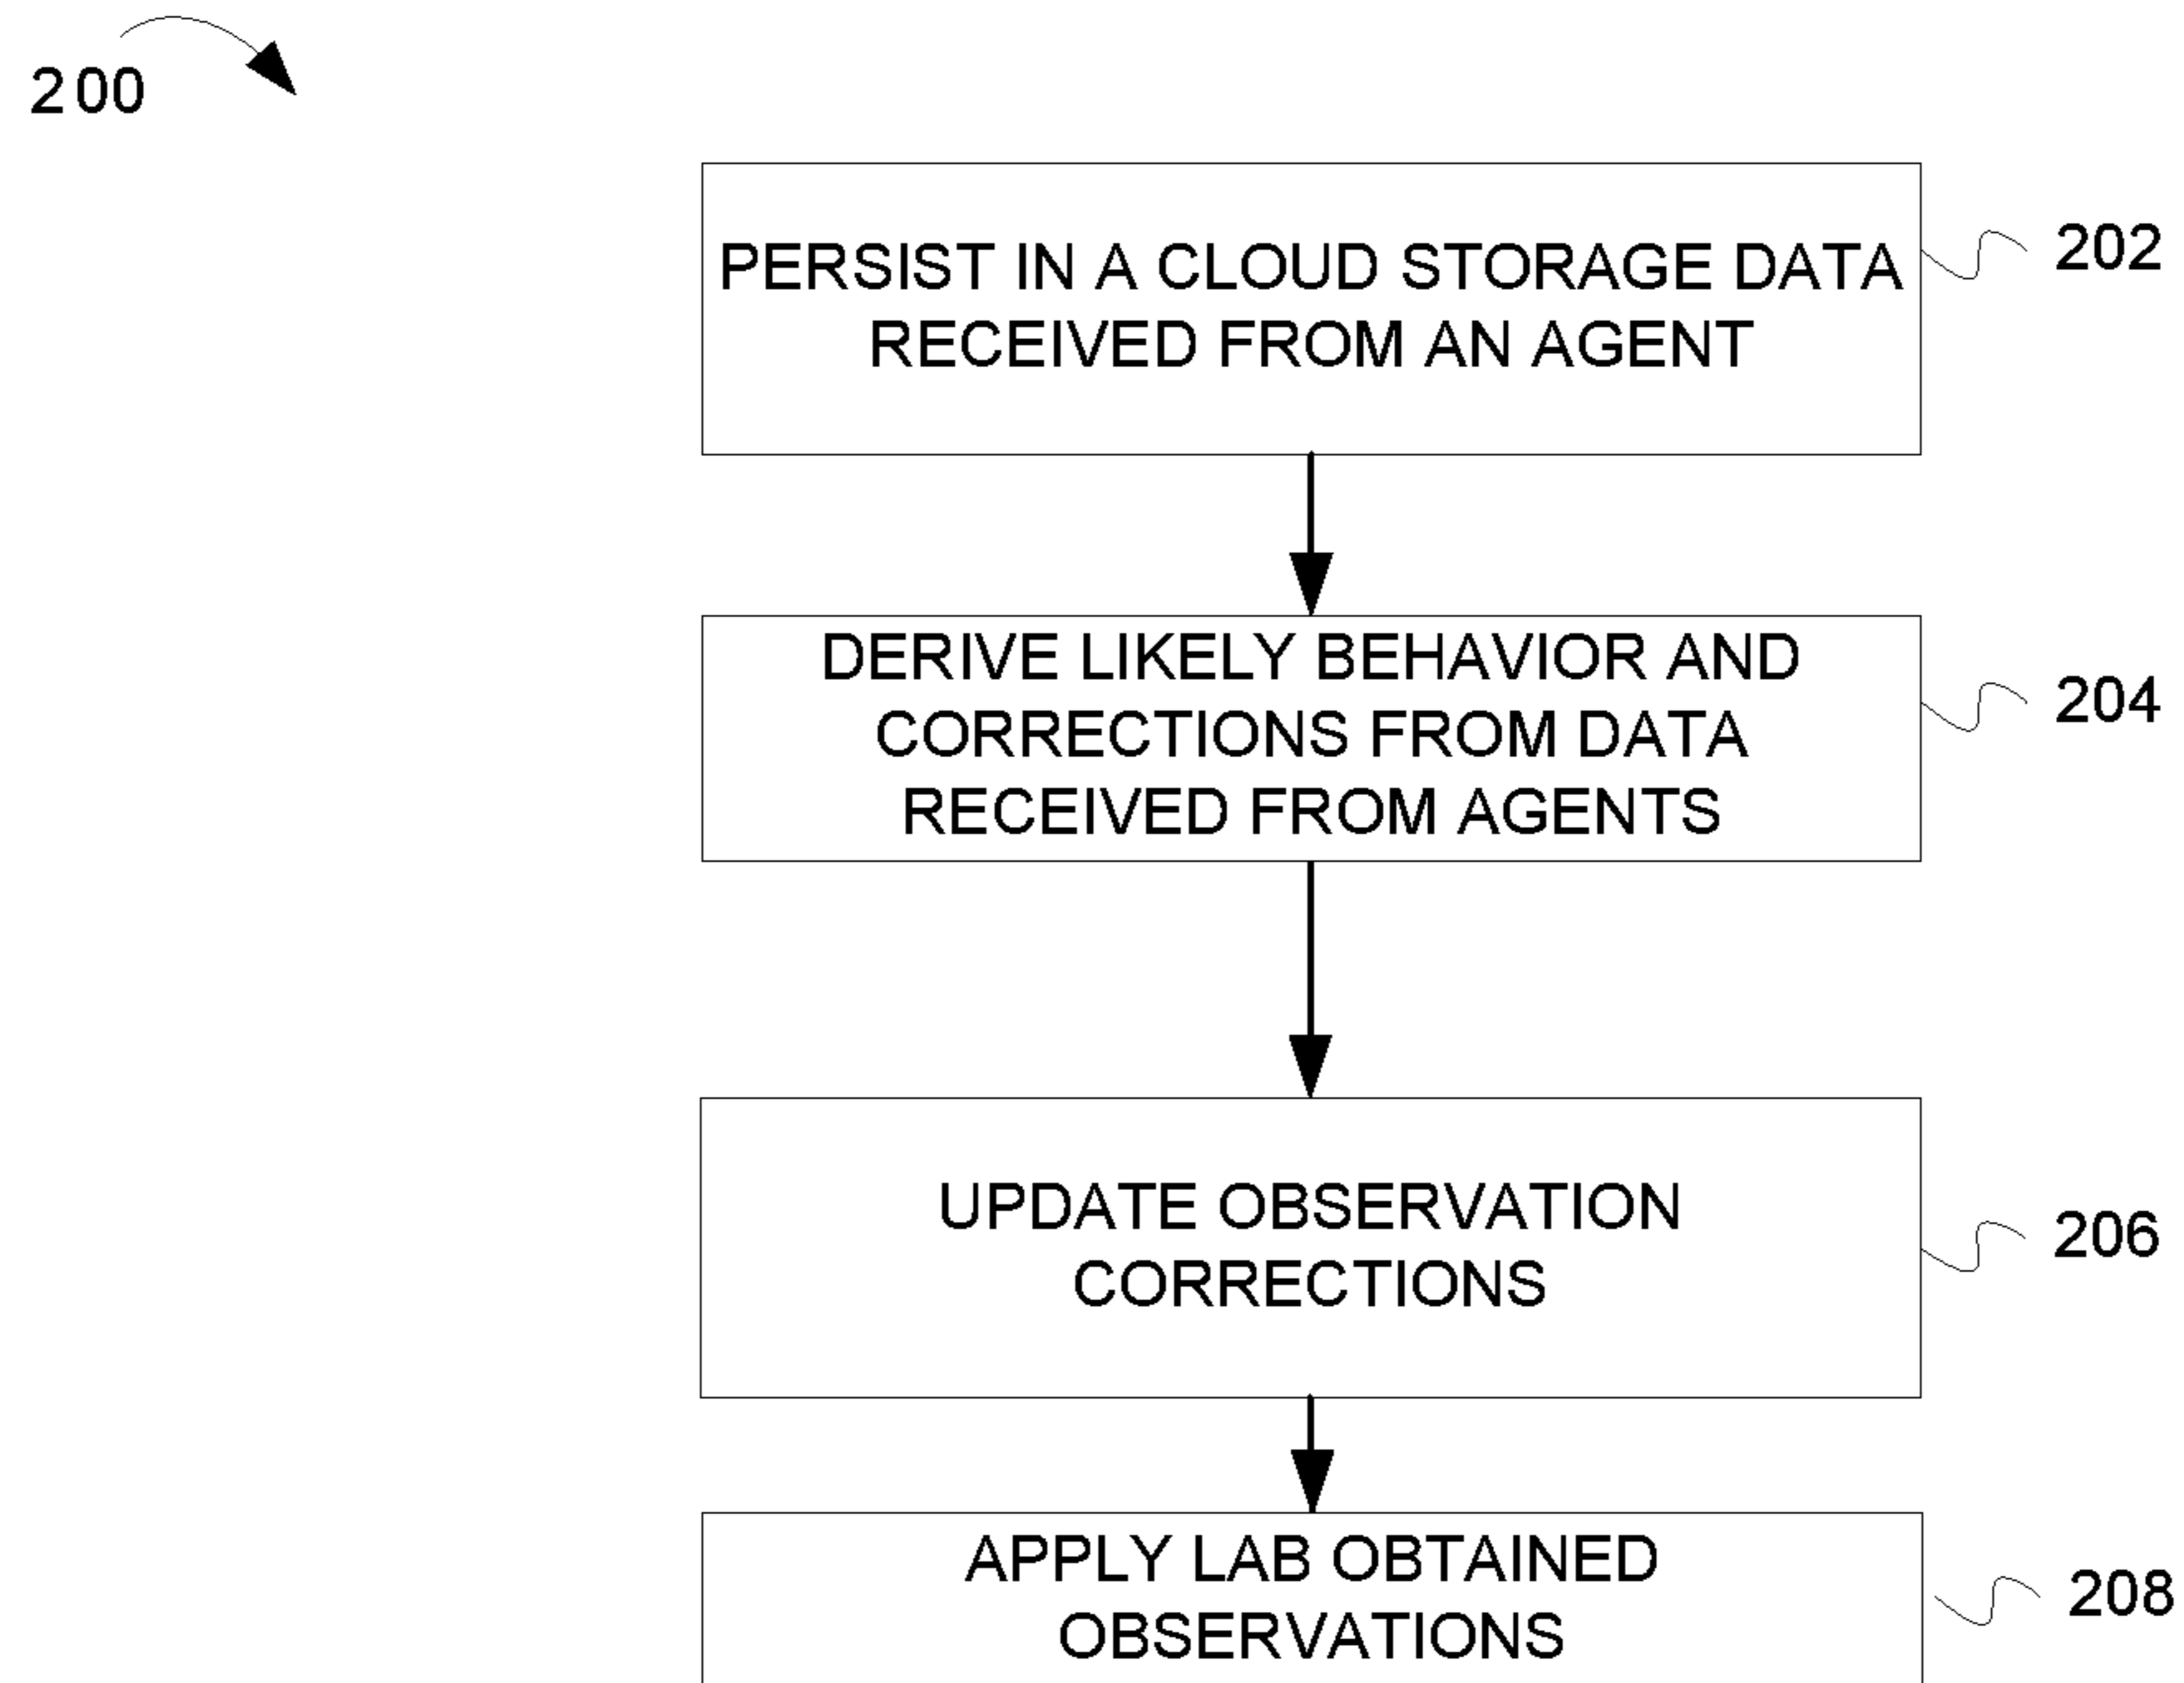 200
PERSIST IN A CLOUD STORAGE DATA
RECEIVED FROM AN AGENT
202
DERIVE LIKELY BEHAVIOR AND
CORRECTIONS FROM DATA
RECEIVED FROM AGENTS
204
UPDATE OBSERVATION
CORRECTIONS
206
APPLY LAB OBTAINED
OBSERVATIONS
208